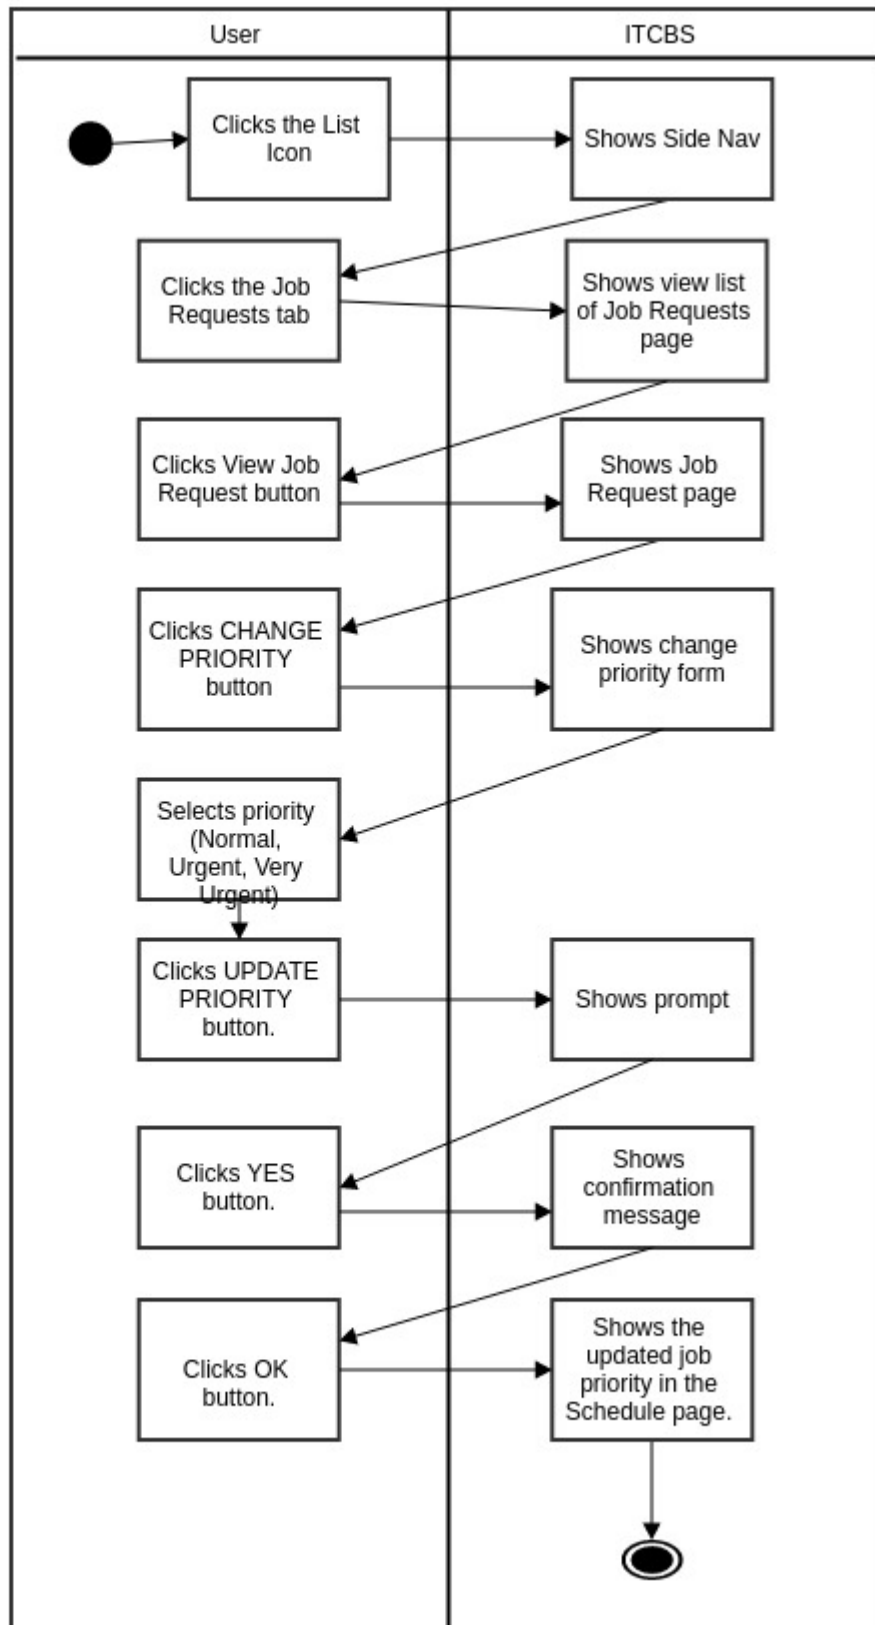 User
ITCBS
Clicks the List
Icon
Shows Side Nav
Clicks the Job
Requests tab
Shows view list
of Job Requests
page
Clicks View Job
Request button
Shows Job
Request page
Clicks CHANGE
PRIORITY
button
Shows change
priority form
Selects priority
(Normal,
Urgent, Very
Urgent)
Clicks UPDATE
PRIORITY
button.
Shows prompt
Clicks YES
button.
Shows
confirmation
message
Clicks OK
button.
Shows the
updated job
priority in the
Schedule page.